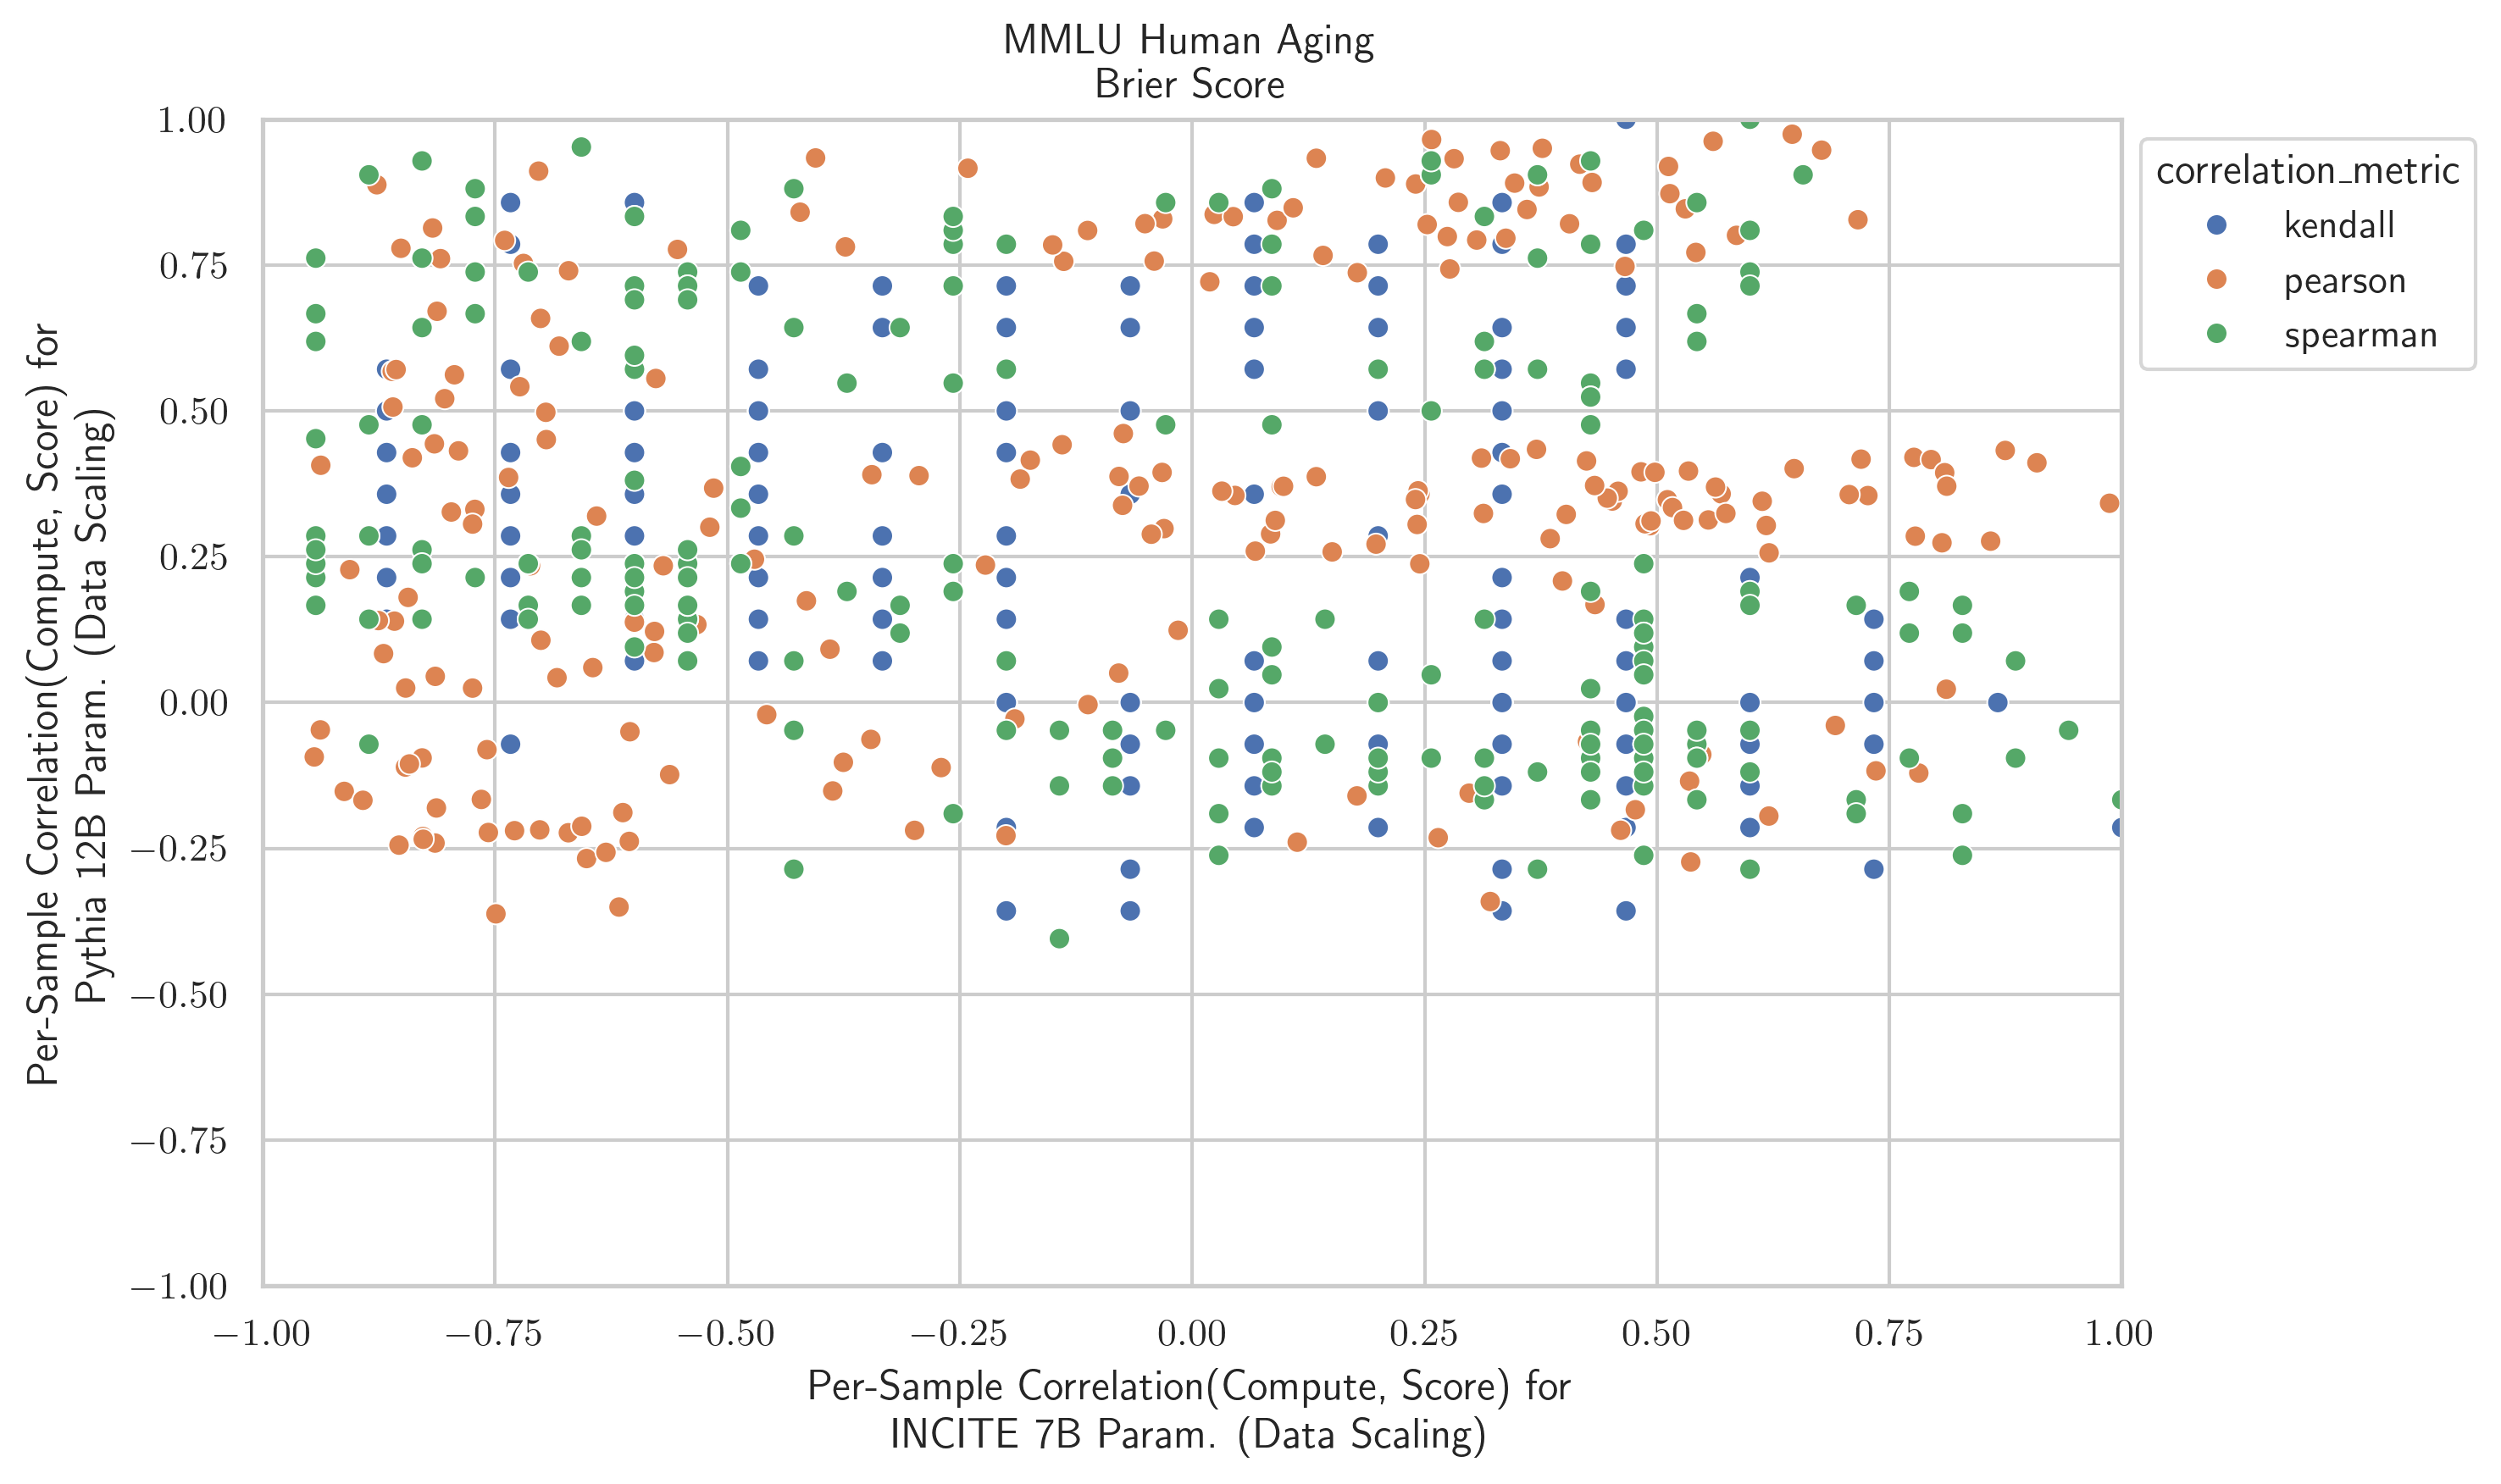 MMLU Human Aging
Brier Score
Per-Sample Correlation(Compute, Score) for
Pythia 12B Param. (Data Scaling)
1.00
0.75
0.50
0.25
0.00
−0.25
−0.50
−0.75
−1.00
−1.00 −0.75 −0.50 −0.25 0.00 0.25 0.50 0.75 1.00
Per-Sample Correlation(Compute, Score) for
INCITE 7B Param. (Data Scaling)
correlation_metric
kendall
pearson
spearman